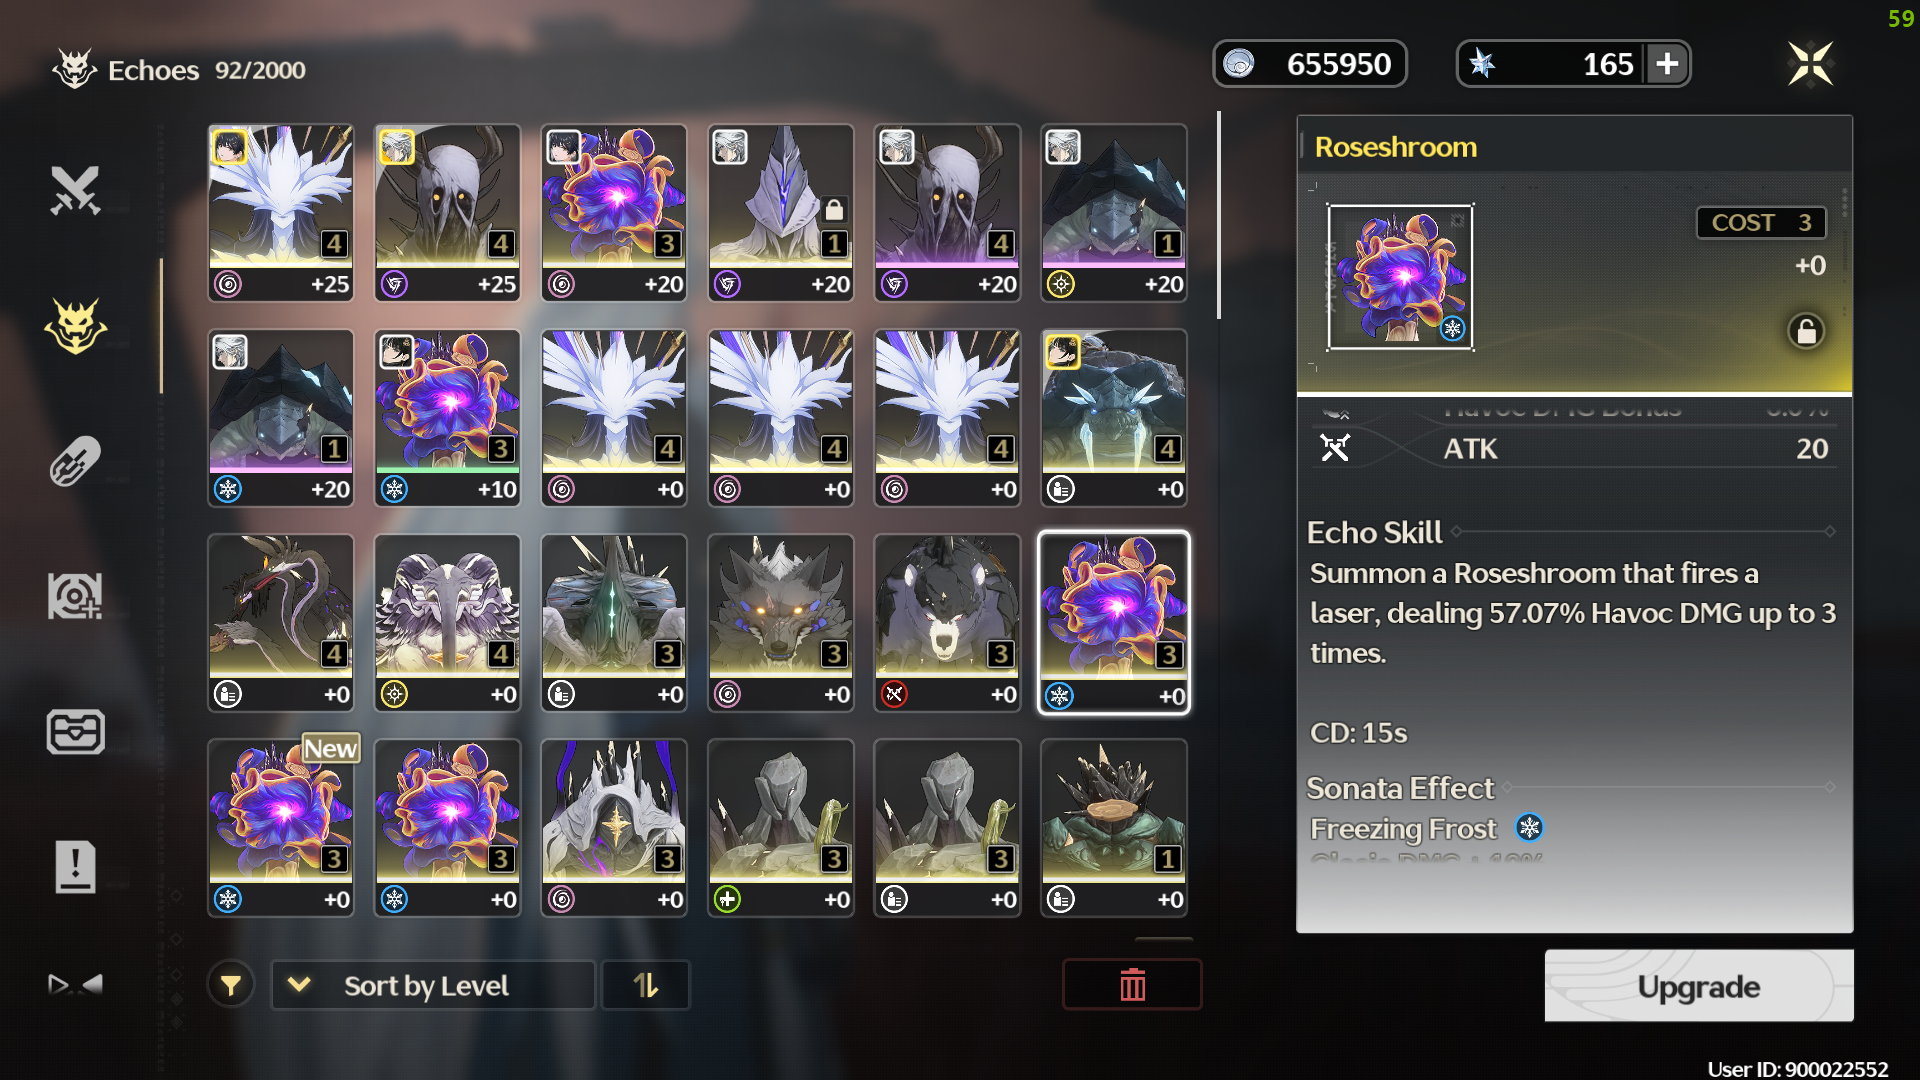 59
Echoes 92/2000
655950
165
4 4 3 1 4 1
+25 +25 +20 +20 +20 +20
1 3 4 4 4 4
+20 +10 +0 +0 +0 +0
4 4 3 3 3 3
+0 +0 +0 +0 +0 +0
New
3 3 3 3 3 1
+0 +0 +0 +0 +0 +0
Sort by Level
Roseshroom
COST 3
+0
Havoc DMG Bonus
ATK 20
Echo Skill
Summon a Roseshroom that fires a
laser, dealing 57.07% Havoc DMG up to 3
times.
CD: 15s
Sonata Effect
Freezing Frost
Upgrade
User ID: 900022552